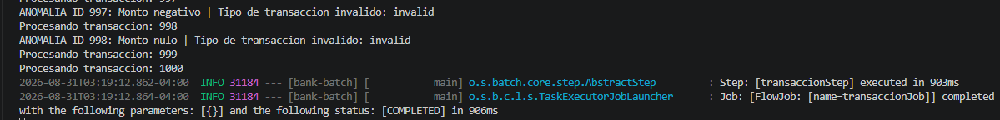 Procesando transaccion: 997
ANOMALIA ID 997: Monto negativo | Tipo de transaccion invalido: invalid
Procesando transaccion: 998
ANOMALIA ID 998: Monto nulo | Tipo de transaccion invalido: invalid
Procesando transaccion: 999
Procesando transaccion: 1000
2026-08-31T03:19:12.862-04:00  INFO 31184 --- [bank-batch] [           main] o.s.batch.core.step.AbstractStep         : Step: [transaccionStep] executed in 903ms
2026-08-31T03:19:12.864-04:00  INFO 31184 --- [bank-batch] [           main] o.s.b.c.l.s.TaskExecutorJobLauncher      : Job: [FlowJob: [name=transaccionJob]] completed
with the following parameters: [{}] and the following status: [COMPLETED] in 906ms